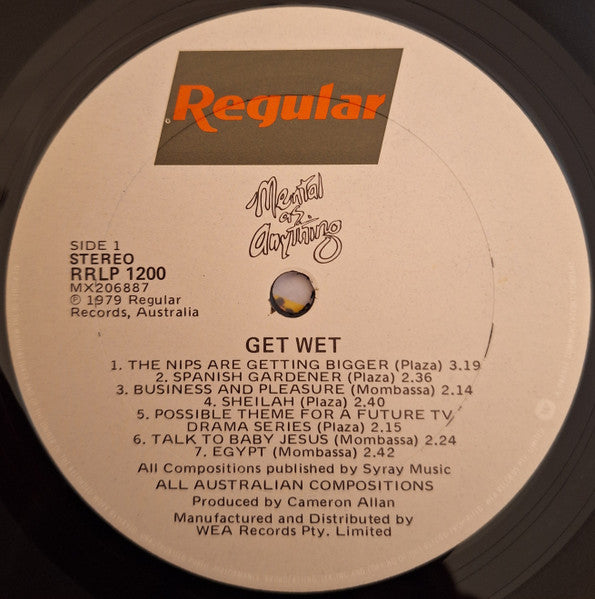 Regular
Mental
as.
Anything
SIDE 1
STEREO
RRLP 1200
MX206887
℗ 1979 Regular
Records, Australia
GET WET
1. THE NIPS ARE GETTING BIGGER (Plaza) 3.19
2. SPANISH GARDENER (Plaza) 2.36
3. BUSINESS AND PLEASURE (Mombassa) 2.14
4. SHEILAH (Plaza) 2.40
5. POSSIBLE THEME FOR A FUTURE TV
DRAMA SERIES (Plaza) 2.15
6. TALK TO BABY JESUS (Mombassa) 2.24
7. EGYPT (Mombassa) 2.42
All Compositions published by Syray Music
ALL AUSTRALIAN COMPOSITIONS
Produced by Cameron Allan
Manufactured and Distributed by
WEA Records Pty. Limited